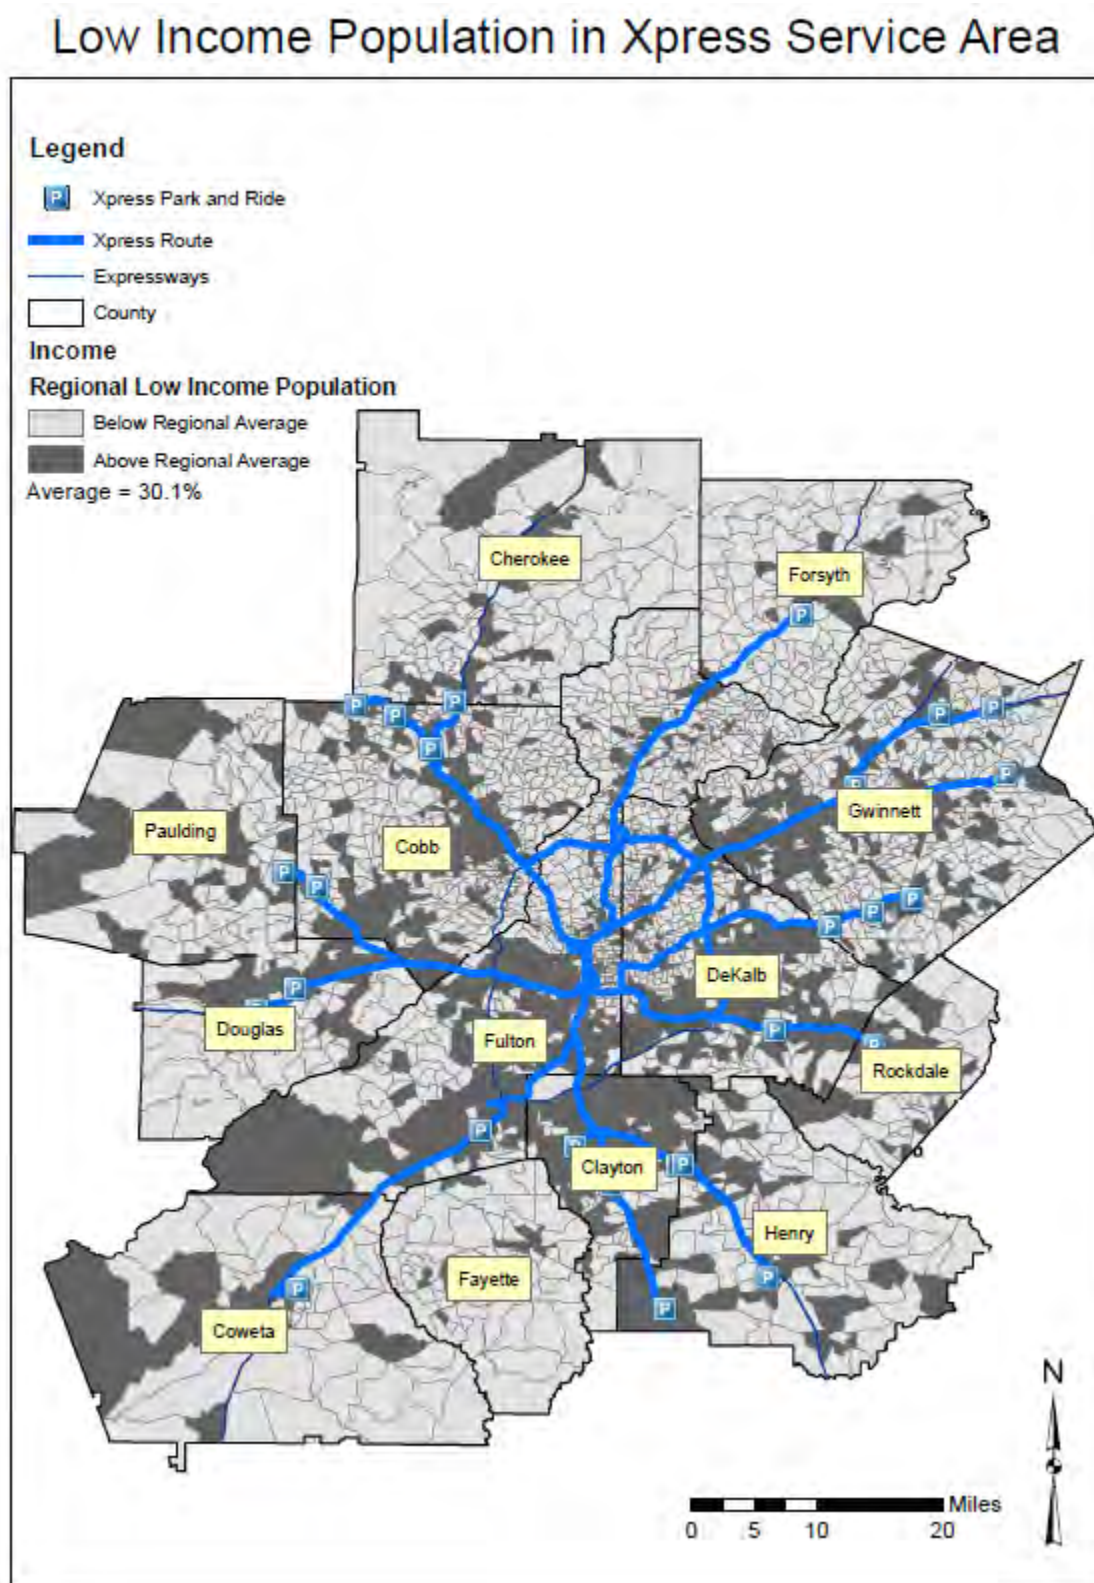 Low Income Population in Xpress Service Area
Legend
P Xpress Park and Ride
Xpress Route
Expressways
County
Income
Regional Low Income Population
Below Regional Average
Above Regional Average
Average = 30.1%
Cherokee
Forsyth
P
P
P
P
P
P
P
P
P
Gwinnett
Paulding
Cobb
P
P
P
P
P
DeKalb
P
Douglas
P
Fulton
P
Rockdale
P
P
Clayton
P
Henry
Fayette
P
P
P
Coweta
N
Miles
0 5 10 20